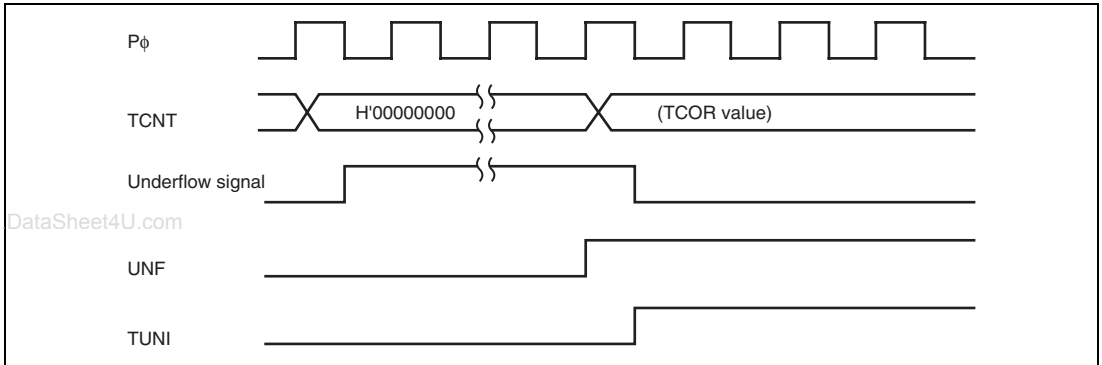 Pϕ
TCNT
H'00000000
(TCOR value)
Underflow signal
DataSheet4U.com
UNF
TUNI